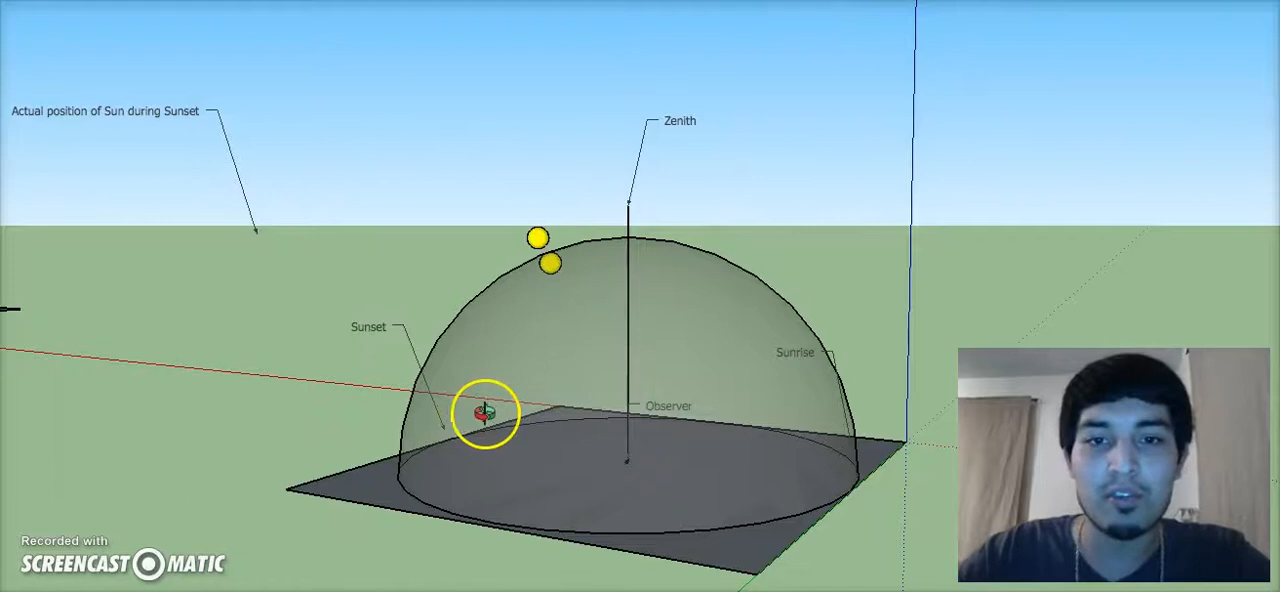 Actual position of Sun during Sunset
Zenith
Sunset
Sunrise
Observer
Recorded with
SCREENCAST MATIC